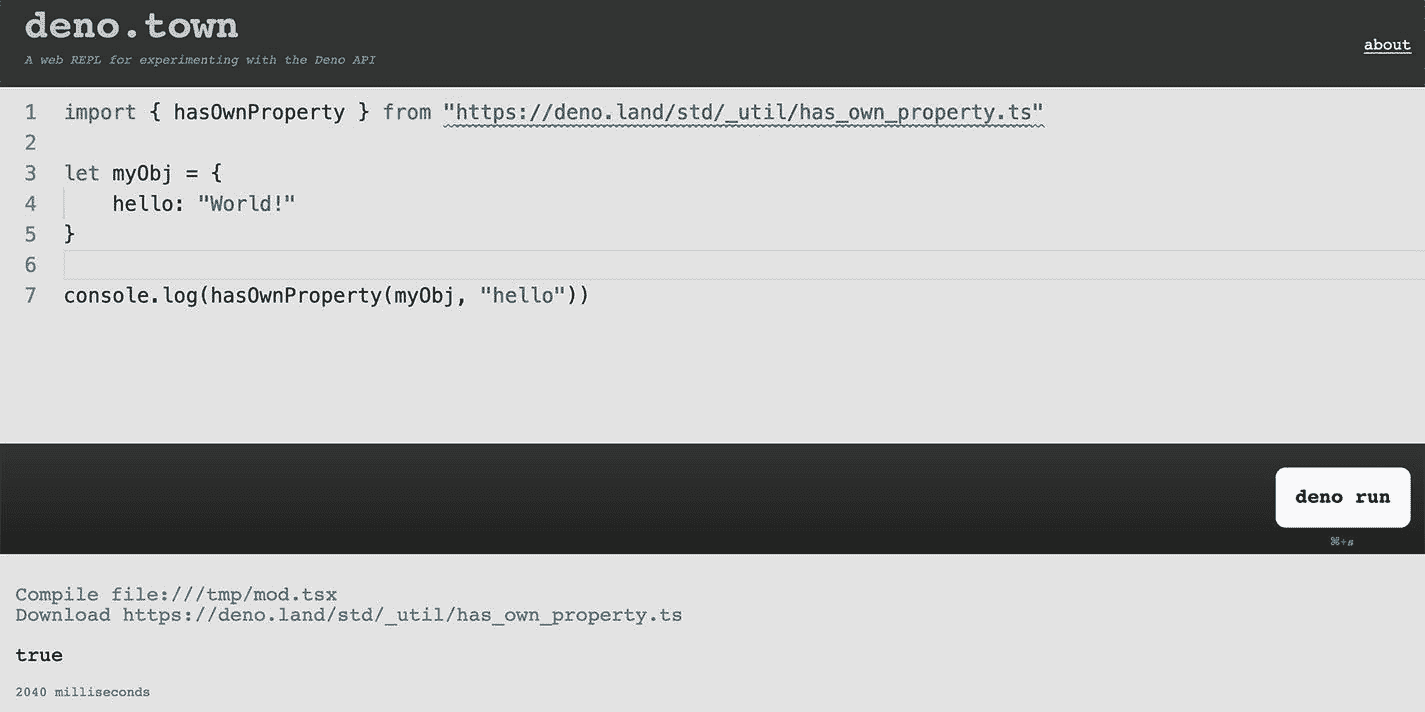 deno.town
A web REPL for experimenting with the Deno API
about
1 import { hasOwnProperty } from "https://deno.land/std/_util/has_own_property.ts"
2
3 let myObj = {
4     hello: "World!"
5 }
6
7 console.log(hasOwnProperty(myObj, "hello"))
deno run
⌘+s
Compile file:///tmp/mod.tsx
Download https://deno.land/std/_util/has_own_property.ts
true
2040 milliseconds